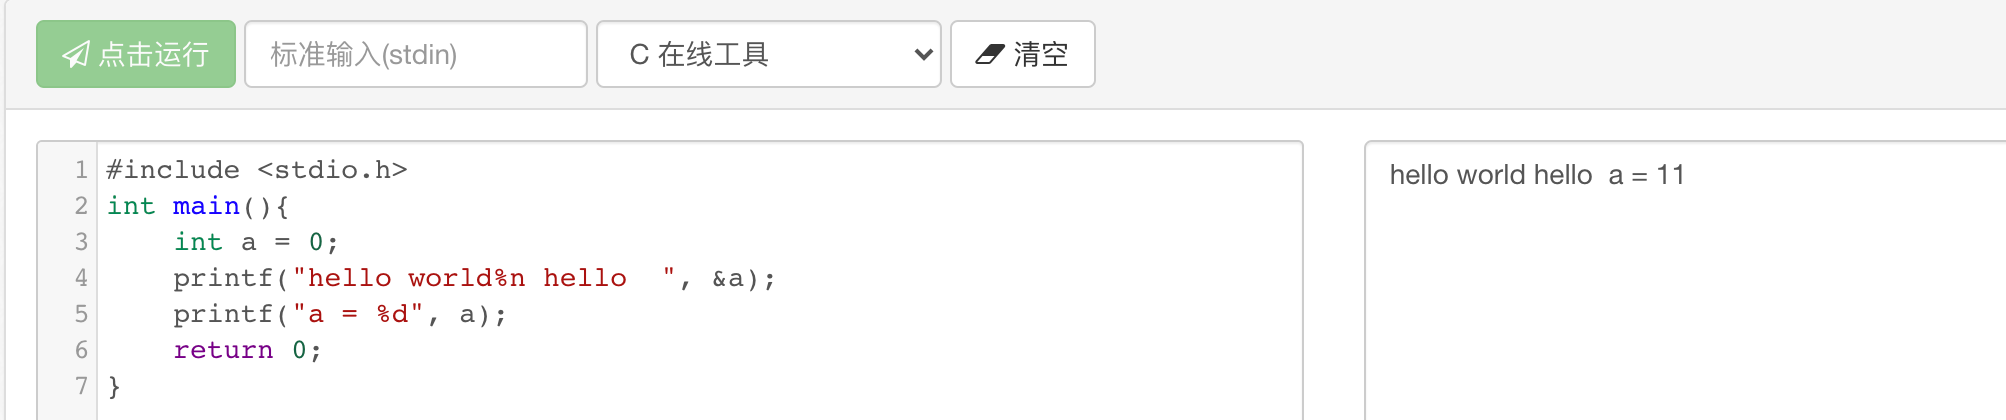 点击运行 标准输入(stdin) C 在线工具 清空
1 #include <stdio.h>
2 int main(){
3     int a = 0;
4     printf("hello world%n hello  ", &a);
5     printf("a = %d", a);
6     return 0;
7 }
hello world hello  a = 11